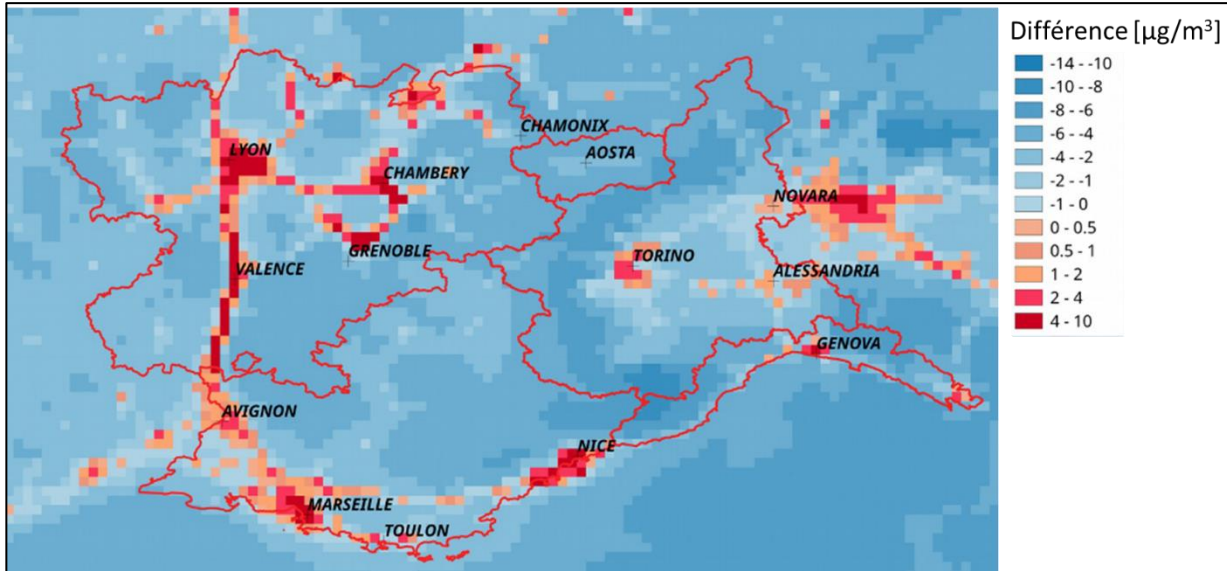 Différence [µg/m³]
-14 - -10
-10 - -8
-8 - -6
-6 - -4
-4 - -2
-2 - -1
-1 - 0
0 - 0.5
0.5 - 1
1 - 2
2 - 4
4 - 10
CHAMONIX
LYON
AOSTA
CHAMBERY
NOVARA
GRENOBLE
TORINO
VALENCE
ALESSANDRIA
GENOVA
AVIGNON
NICE
MARSEILLE
TOULON